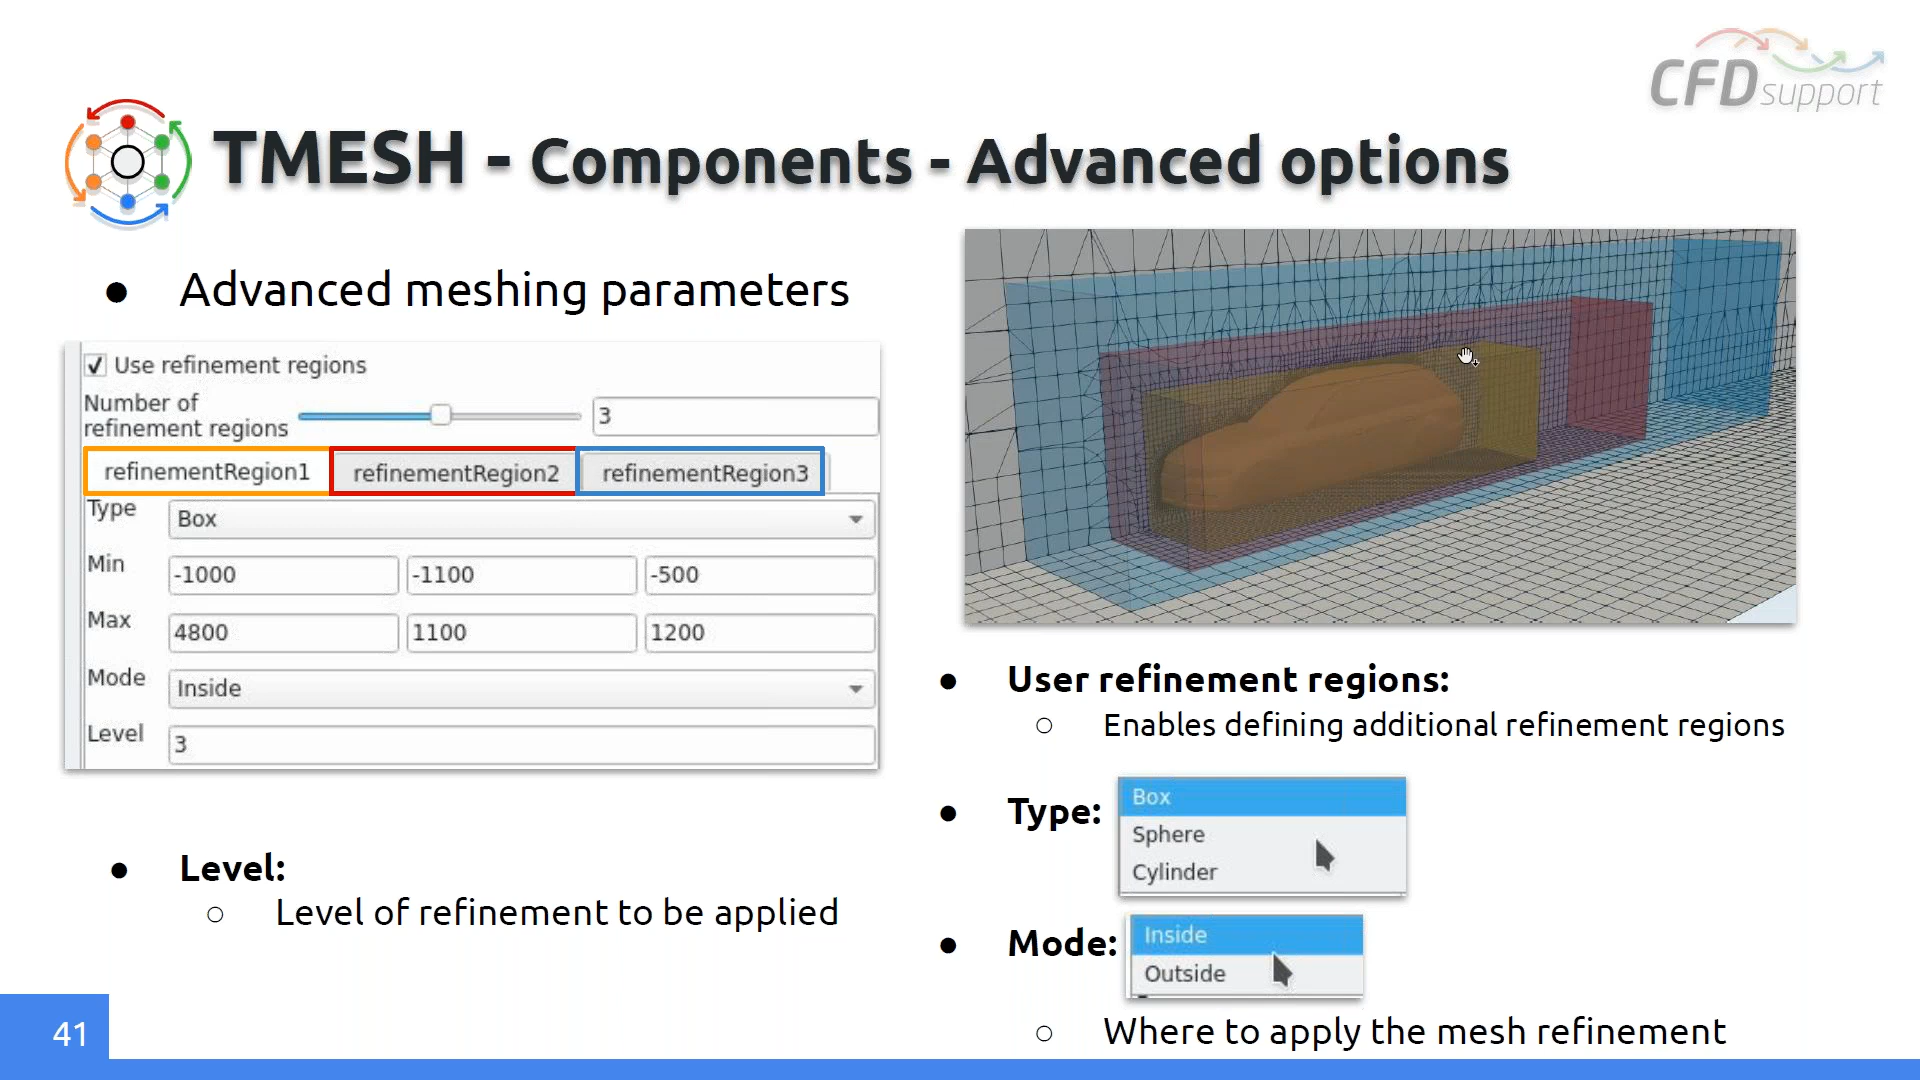 CFD support
TMESH - Components - Advanced options
● Advanced meshing parameters
Use refinement regions
Number of
refinement regions
3
refinementRegion1 refinementRegion2 refinementRegion3
Type Box
Min -1000 -1100 -500
Max 4800 1100 1200
Mode Inside
Level 3
● Level:
○ Level of refinement to be applied
● User refinement regions:
○ Enables defining additional refinement regions
● Type:
Box
Sphere
Cylinder
● Mode:
Inside
Outside
○ Where to apply the mesh refinement
41